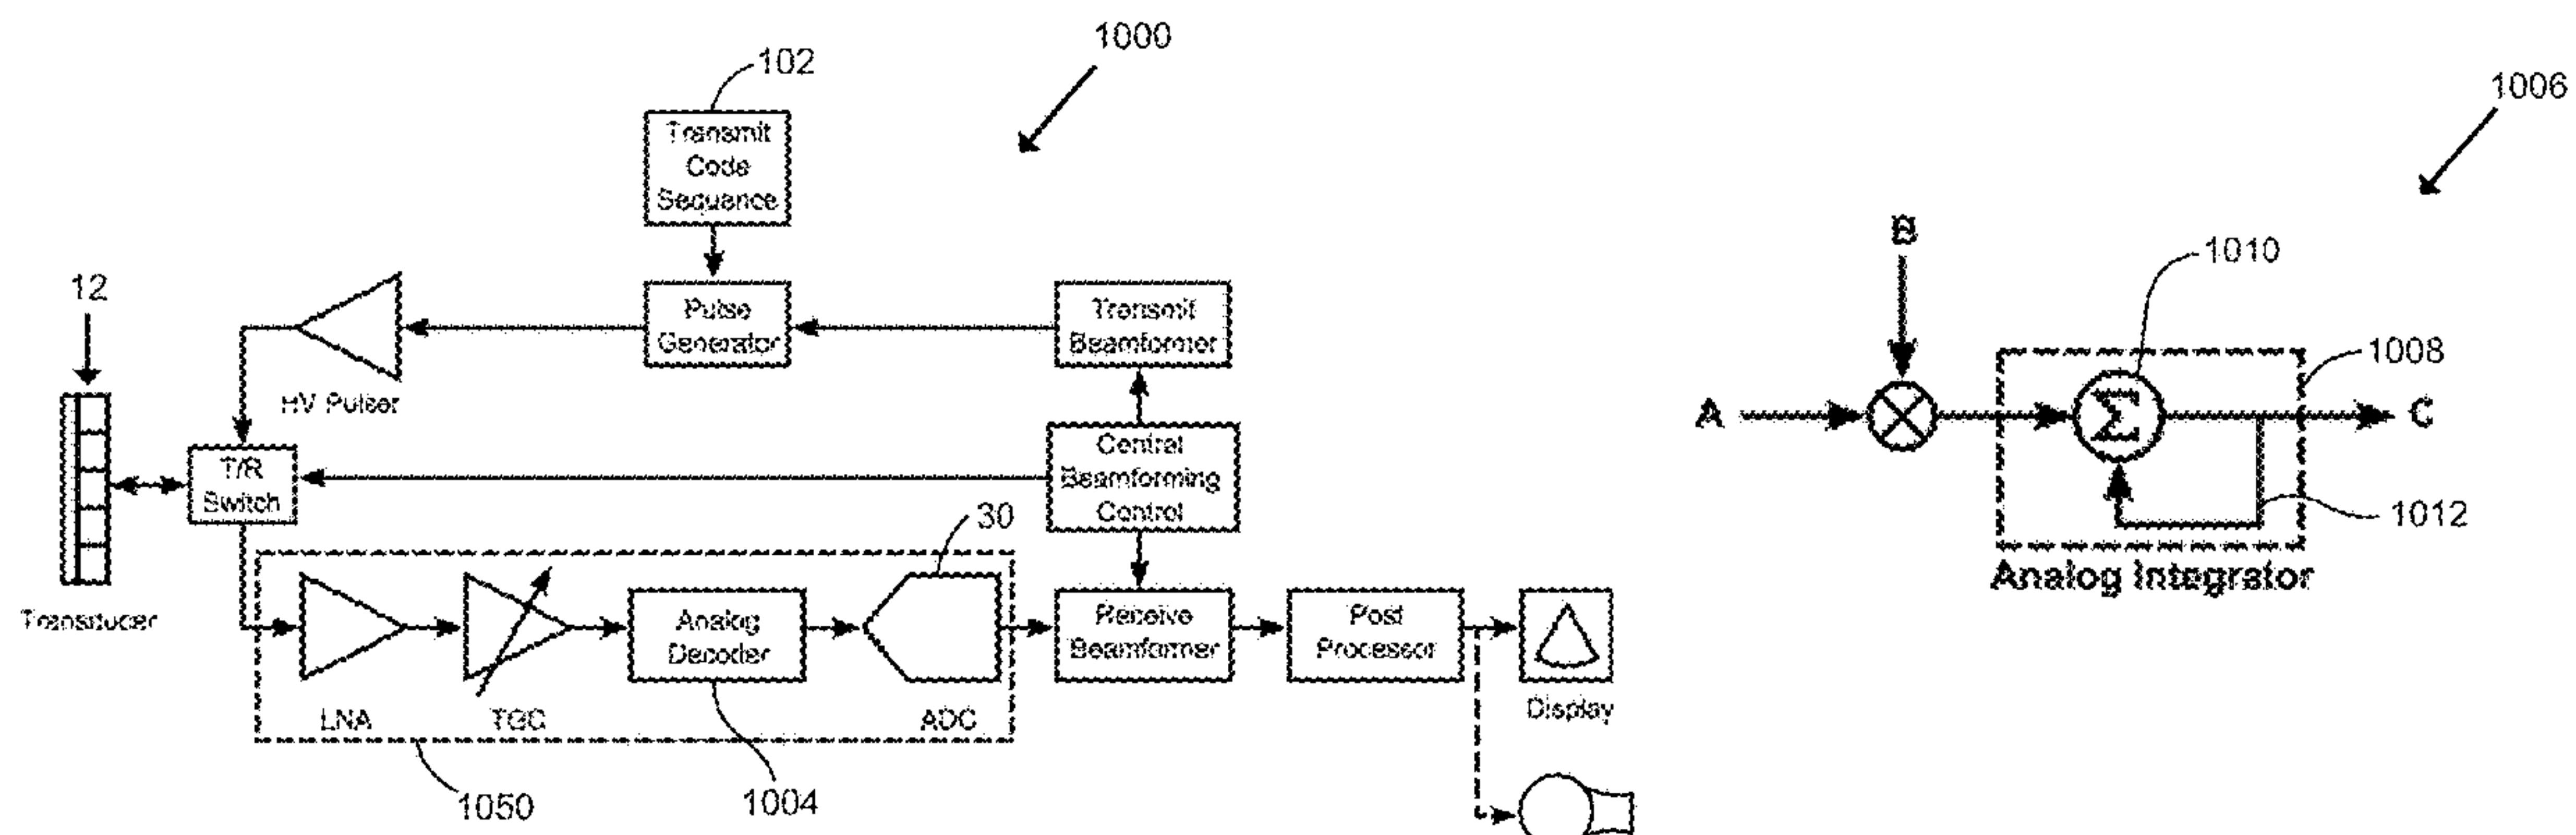 1000
102
1006
Transmit
Code
Sequence
B
1010
12
Pulse
Generator
Transmit
Beamformer
1008
HV Pulser
A
Σ
C
Central
Beamforming
Control
T/R
Switch
30
1012
Analog Integrator
Transducer
Analog
Decoder
Receive
Beamformer
Post
Processor
LNA
TGC
ADC
Display
1050
1004